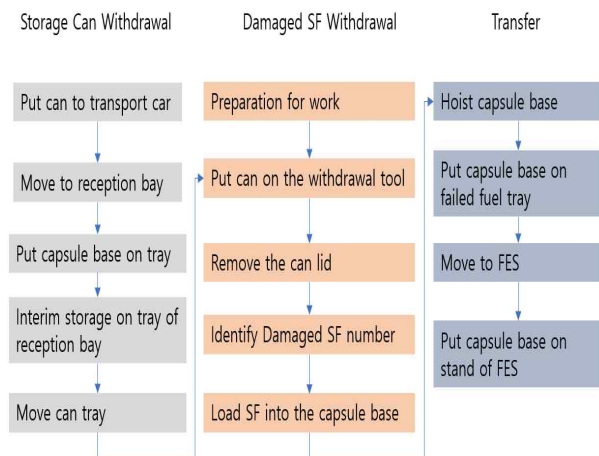 Storage Can Withdrawal
Put can to transport car
Move to reception bay
Put capsule base on tray
Interim storage on tray of
reception bay
Move can tray
Damaged SF Withdrawal
Preparation for work
Put can on the withdrawal tool
Remove the can lid
Identify Damaged SF number
Load SF into the capsule base
Transfer
Hoist capsule base
Put capsule base on
failed fuel tray
Move to FES
Put capsule base on
stand of FES